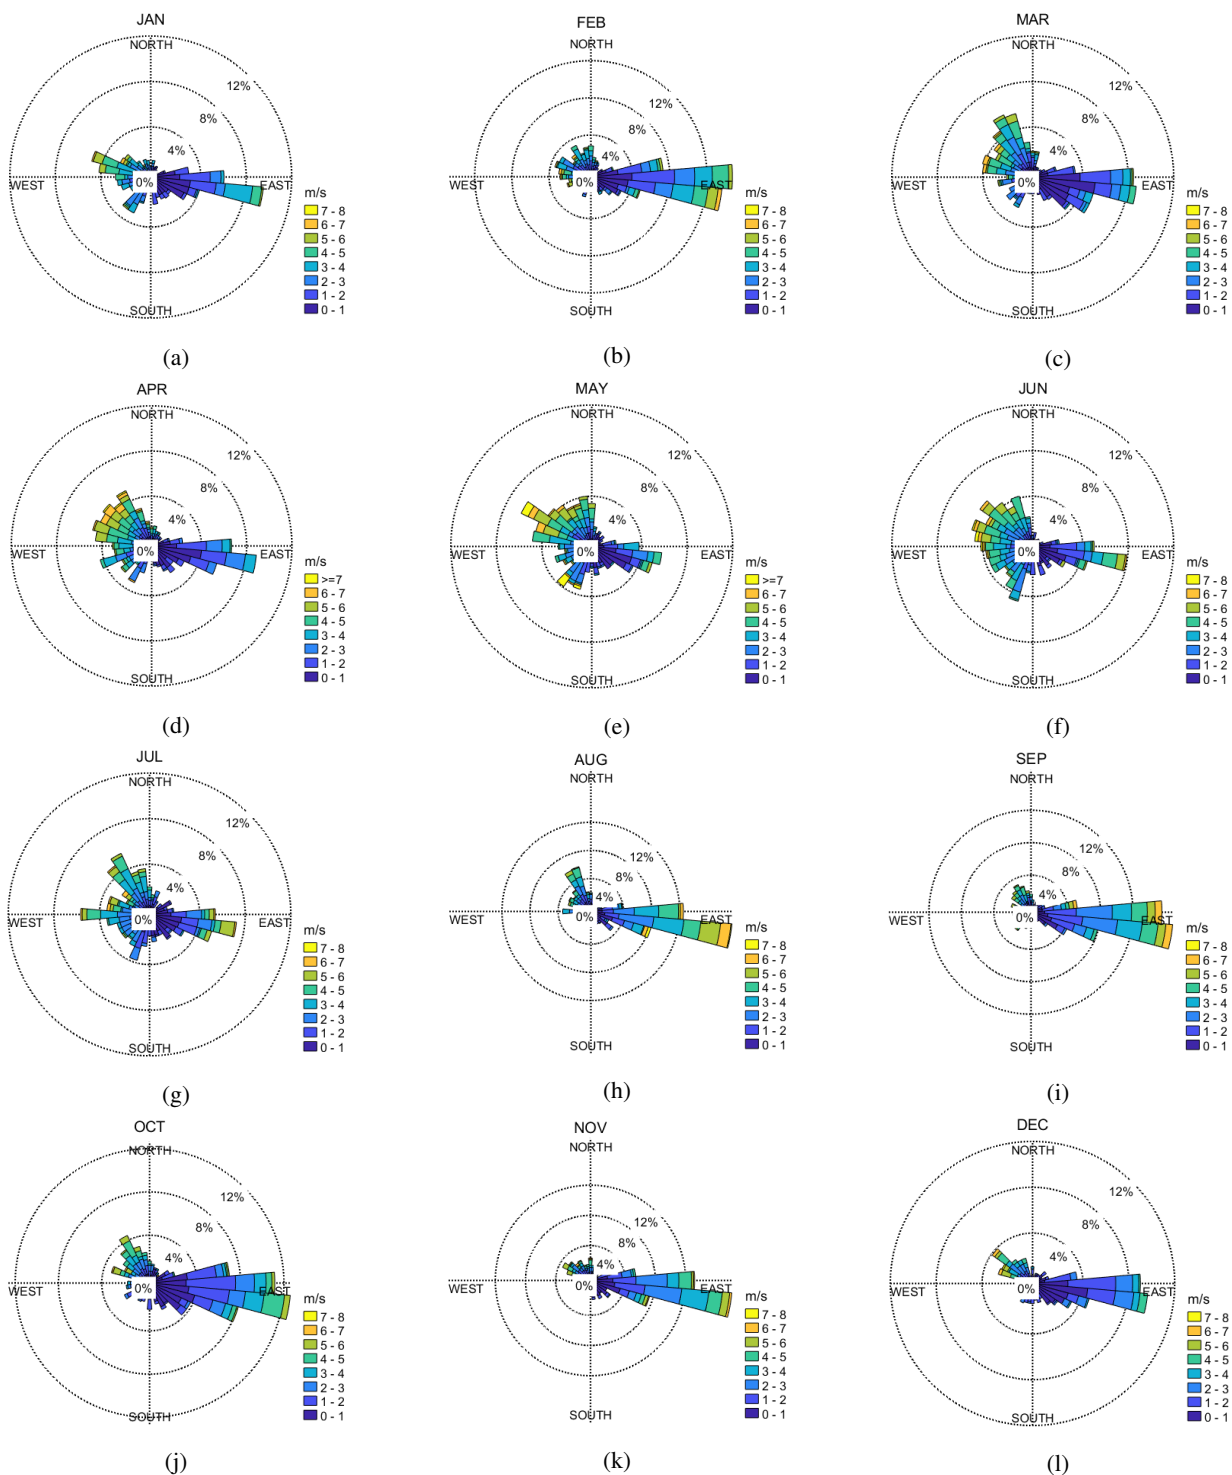 JAN
NORTH
12%
8%
4%
0%
WEST
EAST
SOUTH
m/s
7 - 8
6 - 7
5 - 6
4 - 5
3 - 4
2 - 3
1 - 2
0 - 1
(a)
FEB
NORTH
12%
8%
4%
0%
WEST
EAST
SOUTH
m/s
7 - 8
6 - 7
5 - 6
4 - 5
3 - 4
2 - 3
1 - 2
0 - 1
(b)
MAR
NORTH
12%
8%
4%
0%
WEST
EAST
SOUTH
m/s
7 - 8
6 - 7
5 - 6
4 - 5
3 - 4
2 - 3
1 - 2
0 - 1
(c)
APR
NORTH
12%
8%
4%
0%
WEST
EAST
SOUTH
m/s
>=7
6 - 7
5 - 6
4 - 5
3 - 4
2 - 3
1 - 2
0 - 1
(d)
MAY
NORTH
12%
8%
4%
0%
WEST
EAST
SOUTH
m/s
>=7
6 - 7
5 - 6
4 - 5
3 - 4
2 - 3
1 - 2
0 - 1
(e)
JUN
NORTH
12%
8%
4%
0%
WEST
EAST
SOUTH
m/s
7 - 8
6 - 7
5 - 6
4 - 5
3 - 4
2 - 3
1 - 2
0 - 1
(f)
JUL
NORTH
12%
8%
4%
0%
WEST
EAST
SOUTH
m/s
7 - 8
6 - 7
5 - 6
4 - 5
3 - 4
2 - 3
1 - 2
0 - 1
(g)
AUG
NORTH
12%
8%
4%
0%
WEST
EAST
SOUTH
m/s
7 - 8
6 - 7
5 - 6
4 - 5
3 - 4
2 - 3
1 - 2
0 - 1
(h)
SEP
NORTH
12%
8%
4%
0%
WEST
EAST
SOUTH
m/s
7 - 8
6 - 7
5 - 6
4 - 5
3 - 4
2 - 3
1 - 2
0 - 1
(i)
OCT
NORTH
12%
8%
4%
0%
WEST
EAST
SOUTH
m/s
7 - 8
6 - 7
5 - 6
4 - 5
3 - 4
2 - 3
1 - 2
0 - 1
(j)
NOV
NORTH
12%
8%
4%
0%
WEST
EAST
SOUTH
m/s
7 - 8
6 - 7
5 - 6
4 - 5
3 - 4
2 - 3
1 - 2
0 - 1
(k)
DEC
NORTH
12%
8%
4%
0%
WEST
EAST
SOUTH
m/s
7 - 8
6 - 7
5 - 6
4 - 5
3 - 4
2 - 3
1 - 2
0 - 1
(l)